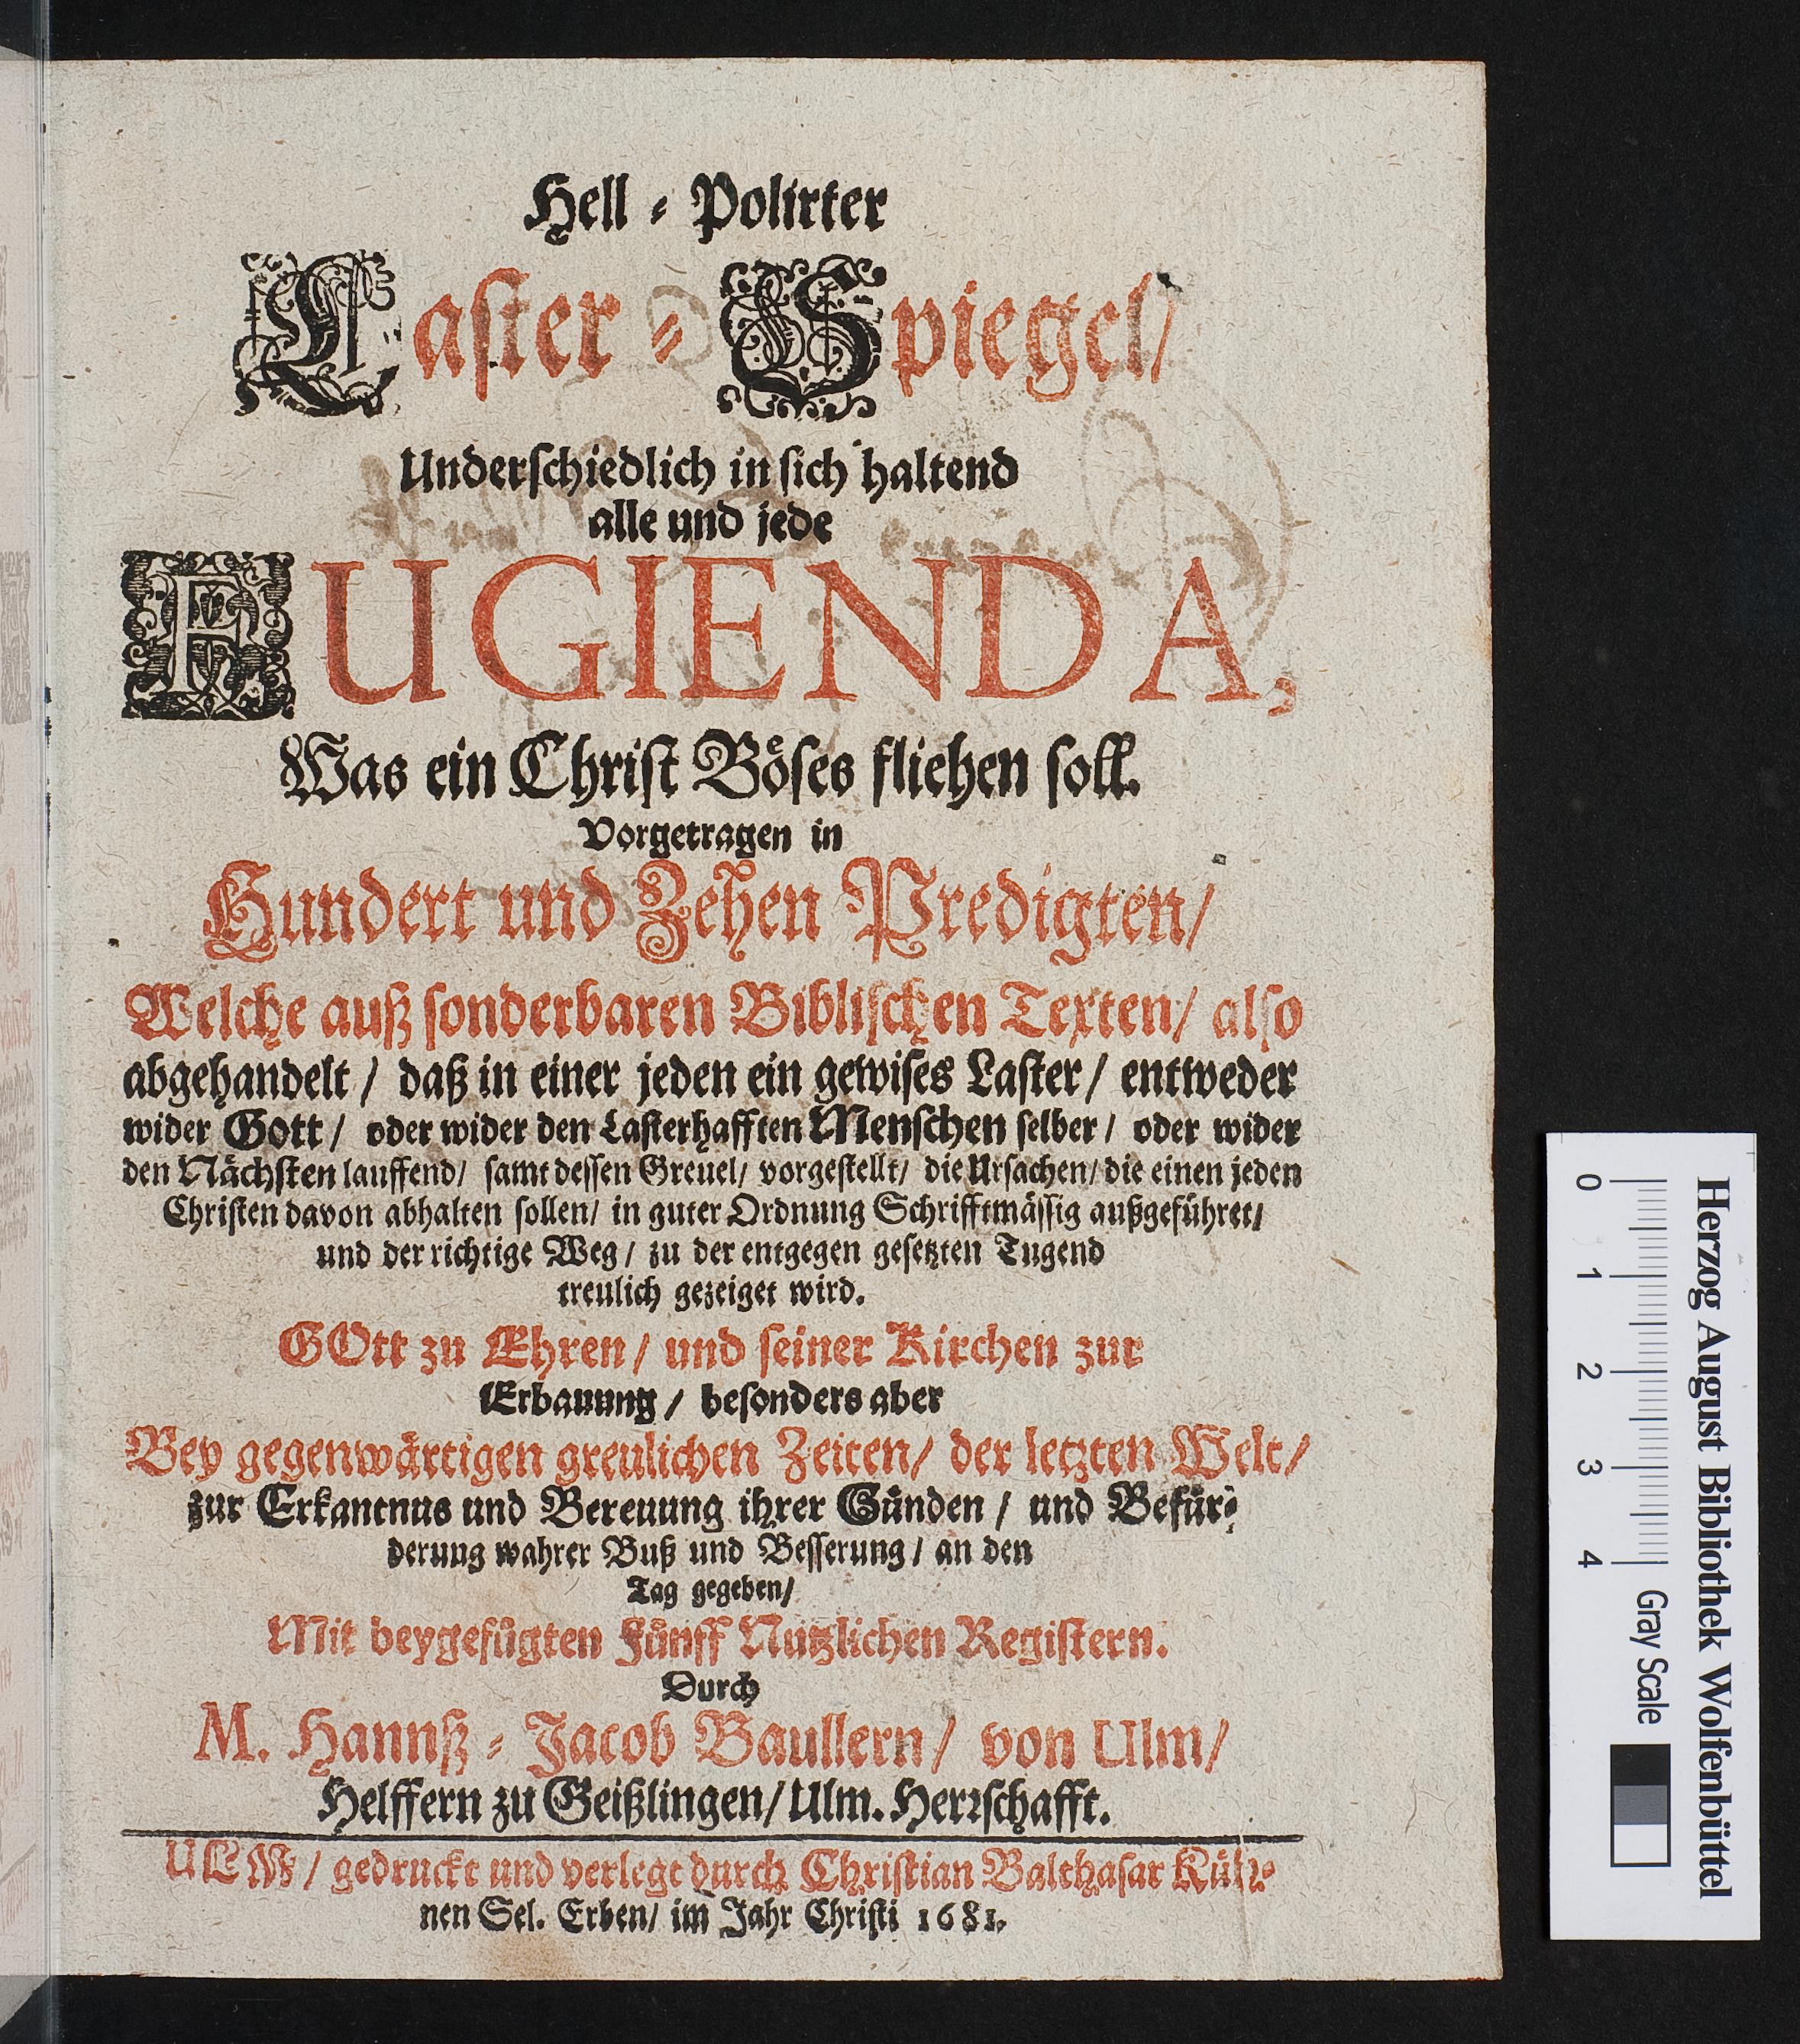 Hell-Polirter
Laster-Spiegel/
Underschiedlich in sich haltend
alle und jede
FUGIENDA,
Was ein Christ Böses fliehen soll.
Vorgetragen in
Hundert und Zehen Predigten/
Welche auß sonderbaren Biblischen Texten/ also
abgehandelt/ daß in einer jeden ein gewises Laster/ entweder
wider Gott/ oder wider den Lasterhafften Menschen selber/ oder wider
den Nächsten lauffend/ samt dessen Greuel/ vorgestellt/ die Ursachen/ die einen jeden
Christen davon abhalten sollen/ in guter Ordnung Schrifftmässig außgeführet/
und der richtige Weg/ zu der entgegen gesetzten Tugend
treulich gezeiget wird.
GOtt zu Ehren/ und seiner Kirchen zur
Erbauung/ besonders aber
Bey gegenwärtigen greulichen Zeiten/ der letzten Welt/
zur Erkantnus und Bereuung ihrer Sünden/ und Befür-
derung wahrer Buß und Besserung/ an den
Tag gegeben/
Mit beygefügten Fünff Nutzlichen Registern.
Durch
M. Hannß-Jacob Baullern/ von Ulm/
Helffern zu Geißlingen/ Ulm. Herrschafft.
ULM/ gedruckt und verlegt durch Christian Balthasar Küh-
nen Sel. Erben/ im Jahr Christi 1681.
Herzog August Bibliothek Wolfenbüttel
0 1 2 3 4 Gray Scale